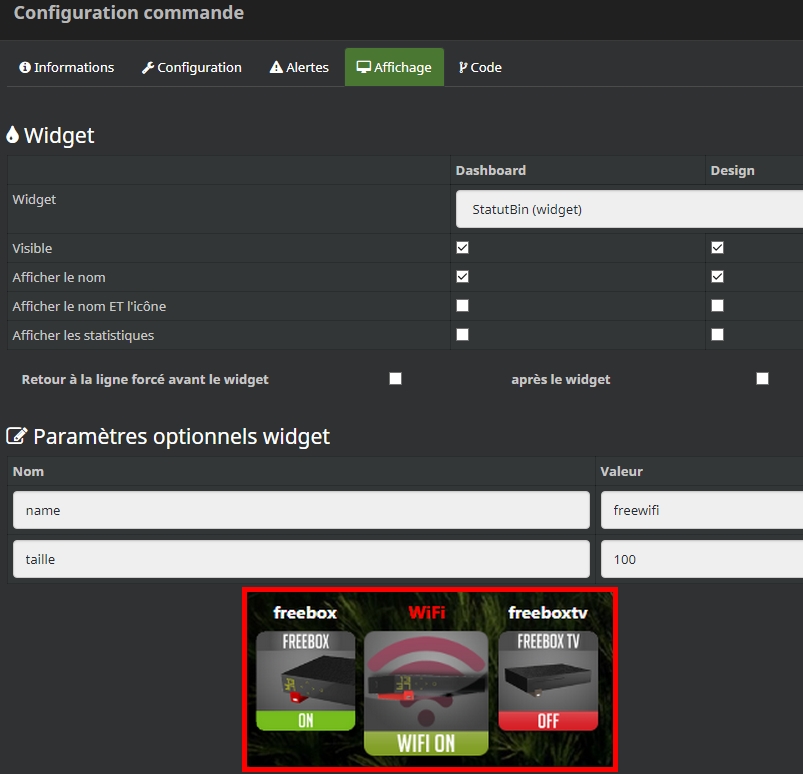 Configuration commande
Informations Configuration Alertes Affichage Code
Widget
Dashboard Design
Widget StatutBin (widget)
Visible
Afficher le nom
Afficher le nom ET l'icône
Afficher les statistiques
Retour à la ligne forcé avant le widget après le widget
Paramètres optionnels widget
Nom Valeur
name freewifi
taille 100
freebox WiFi freeboxtv
FREEBOX FREEBOX TV
ON WIFI ON OFF